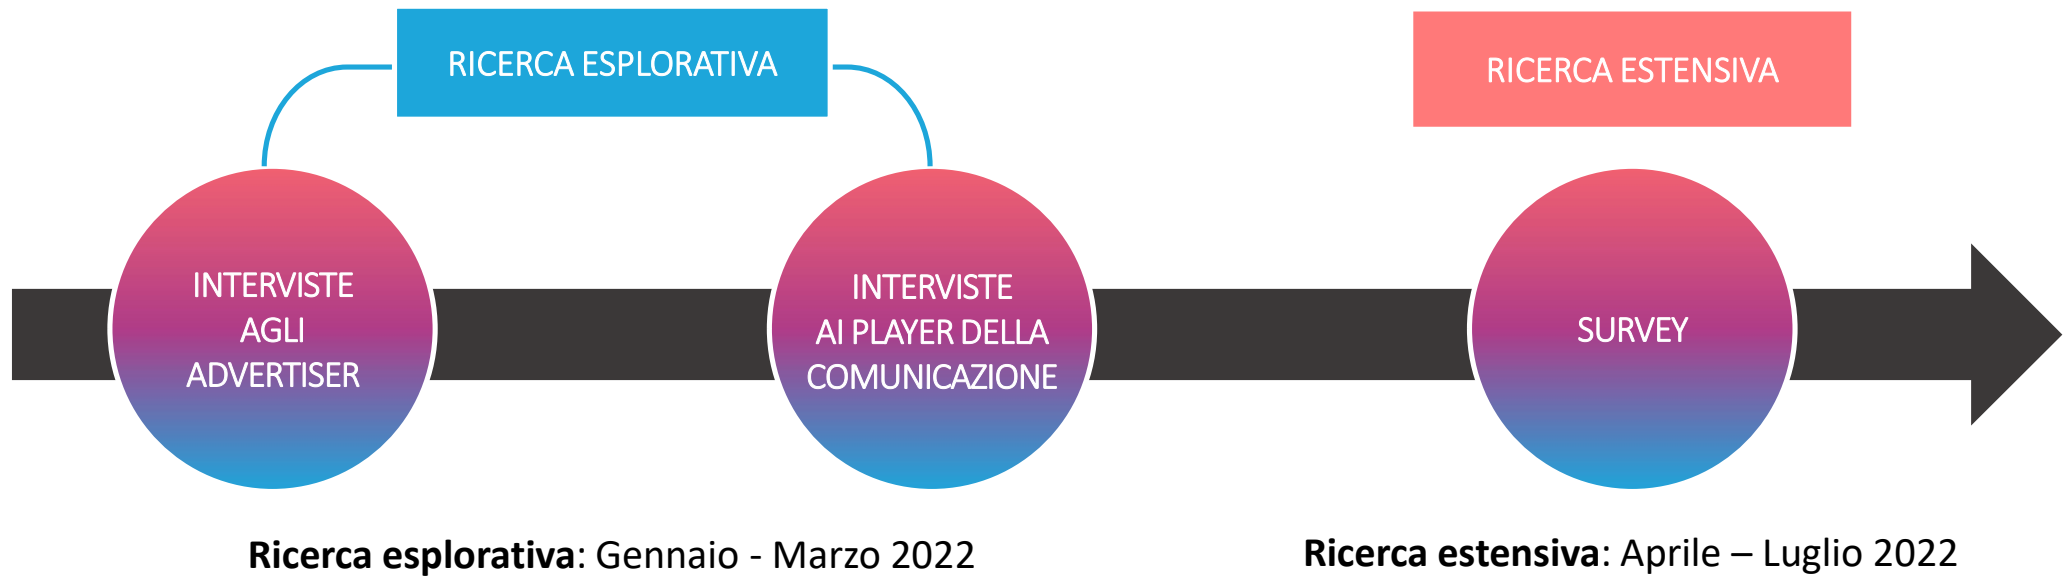 RICERCA ESPLORATIVA
RICERCA ESTENSIVA
INTERVISTE
AGLI
ADVERTISER
INTERVISTE
AI PLAYER DELLA
COMUNICAZIONE
SURVEY
Ricerca esplorativa: Gennaio - Marzo 2022
Ricerca estensiva: Aprile – Luglio 2022